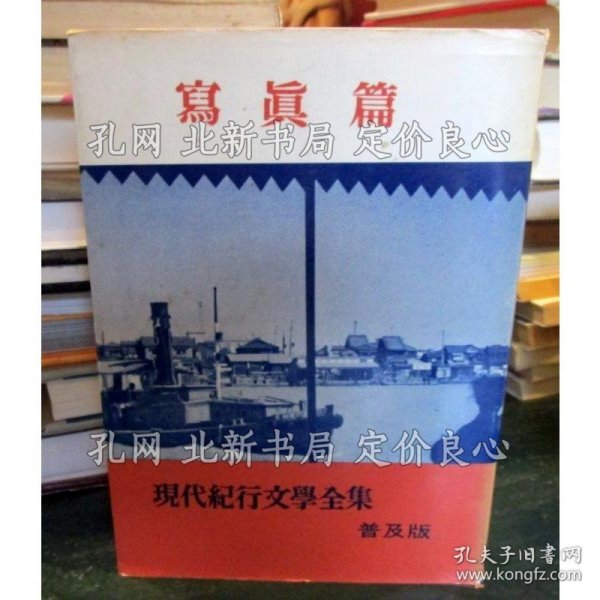 寫眞篇
孔网 北新书局 定价良心
孔网 北新书局 定价良心
現代紀行文學全集
普及版
孔夫子旧书网
www.kongfz.com